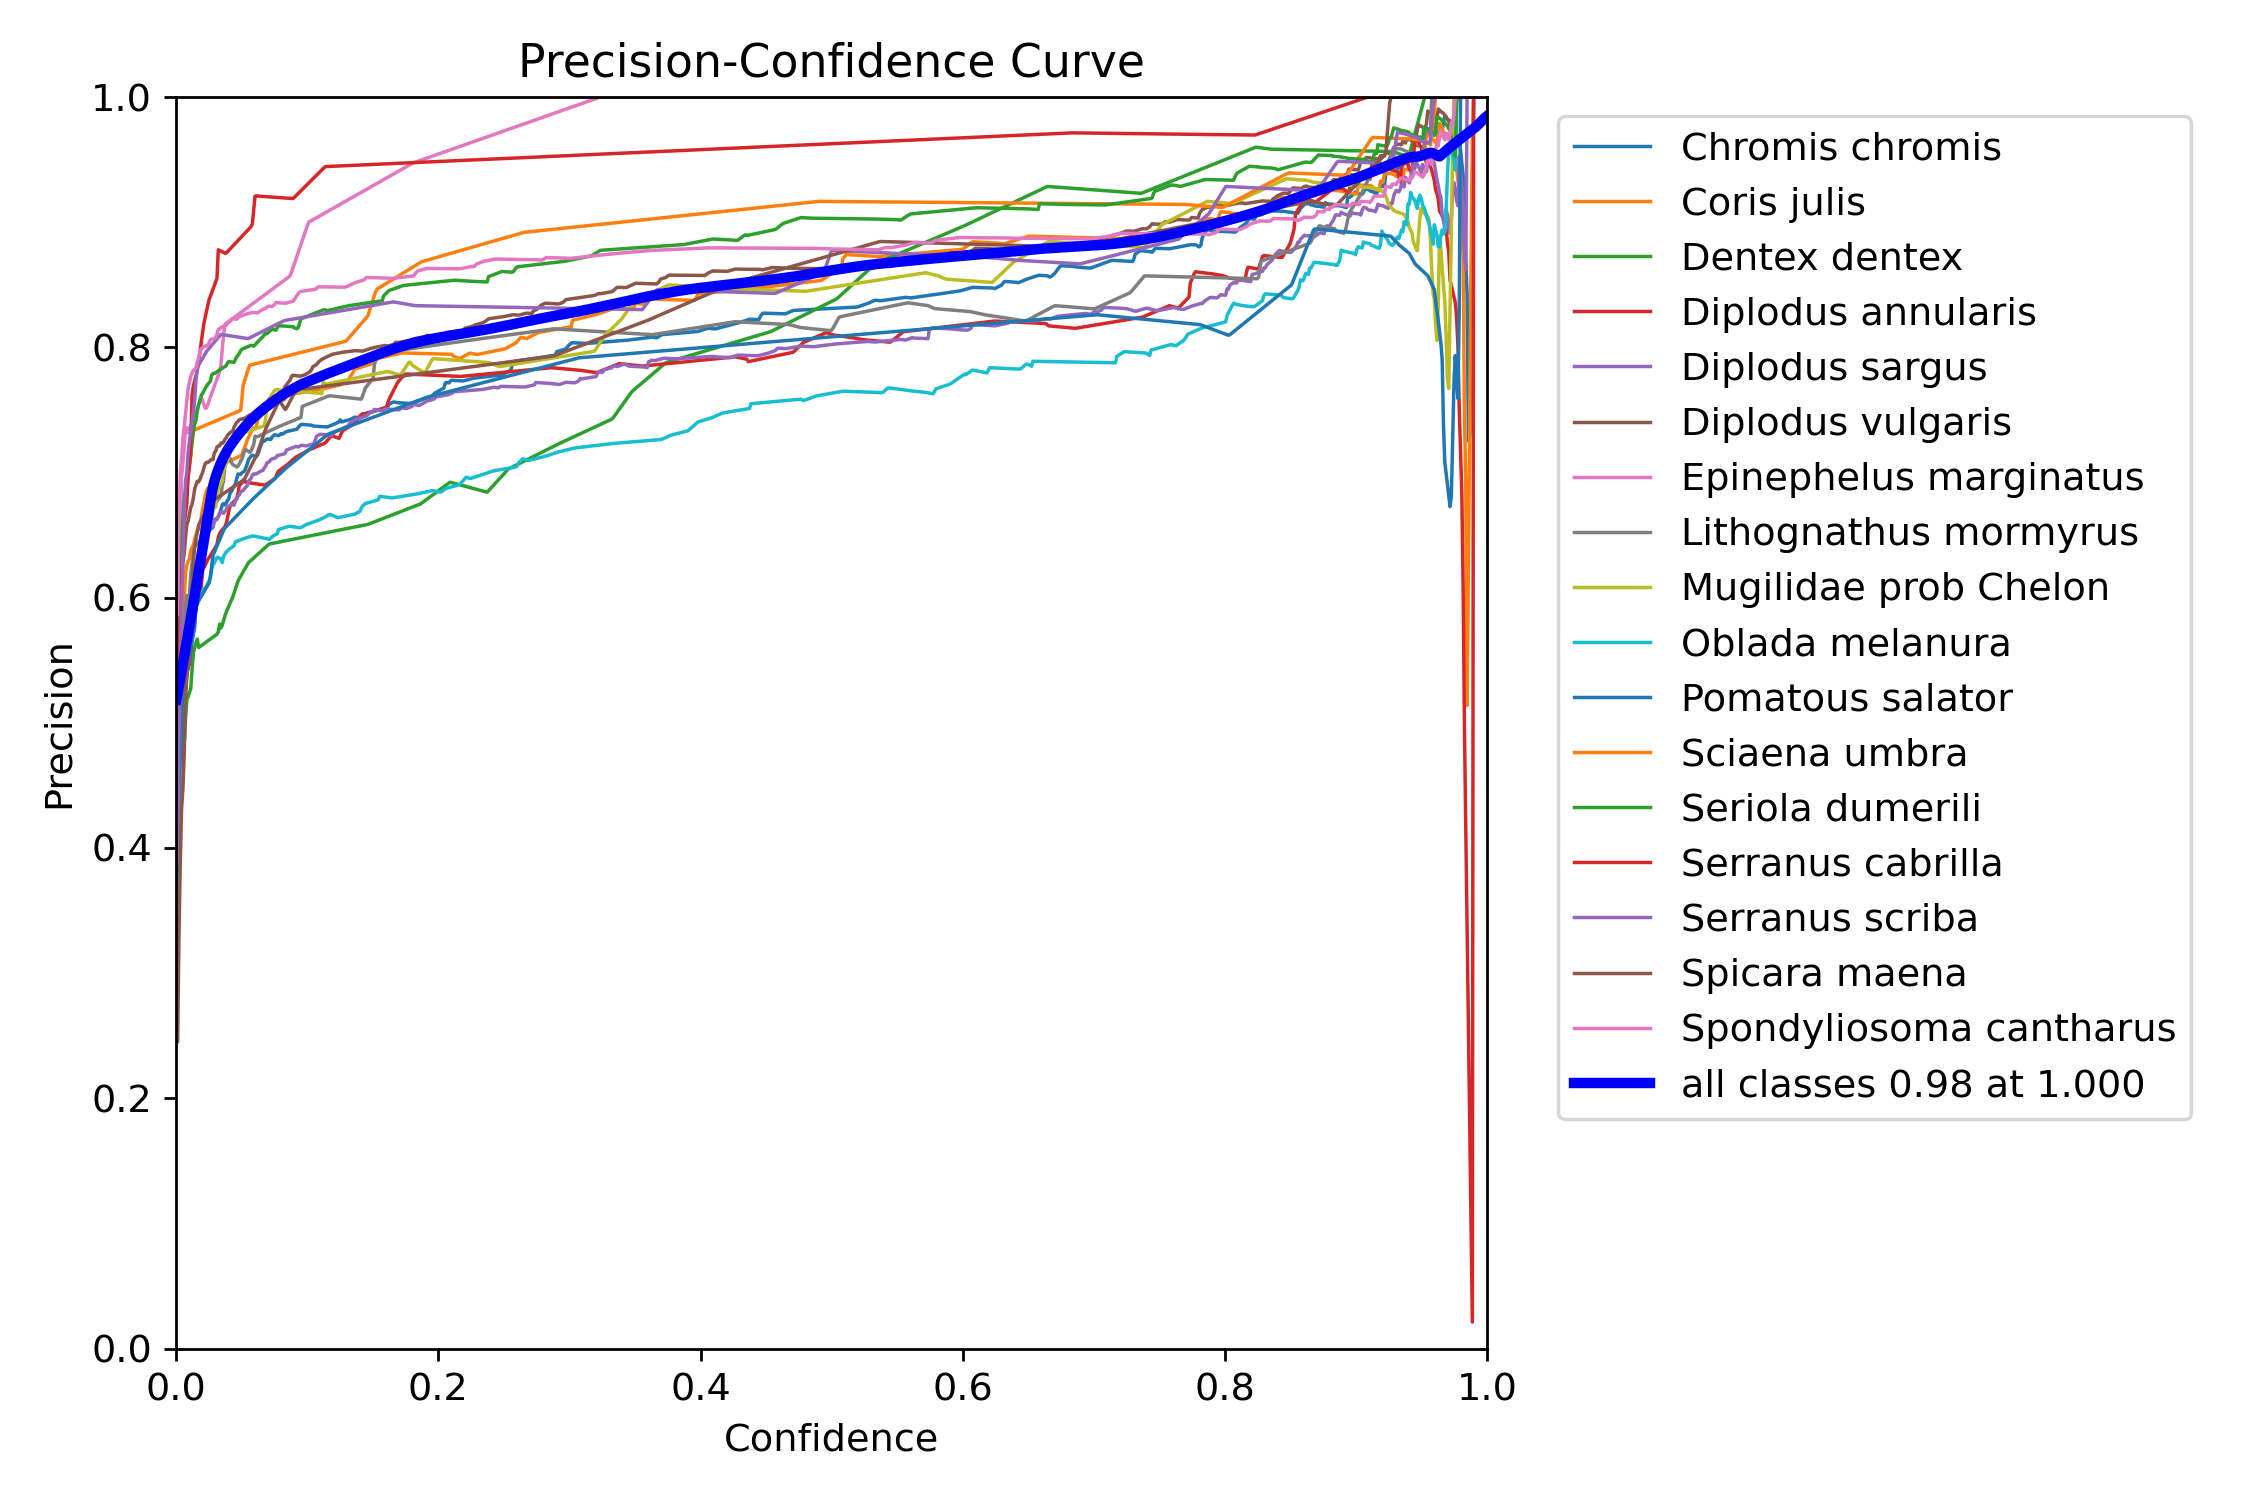 Precision-Confidence Curve
1.0
0.8
0.6
0.4
0.2
0.0
Precision
0.0 0.2 0.4 0.6 0.8 1.0
Confidence
Chromis chromis
Coris julis
Dentex dentex
Diplodus annularis
Diplodus sargus
Diplodus vulgaris
Epinephelus marginatus
Lithognathus mormyrus
Mugilidae prob Chelon
Oblada melanura
Pomatous salator
Sciaena umbra
Seriola dumerili
Serranus cabrilla
Serranus scriba
Spicara maena
Spondyliosoma cantharus
all classes 0.98 at 1.000